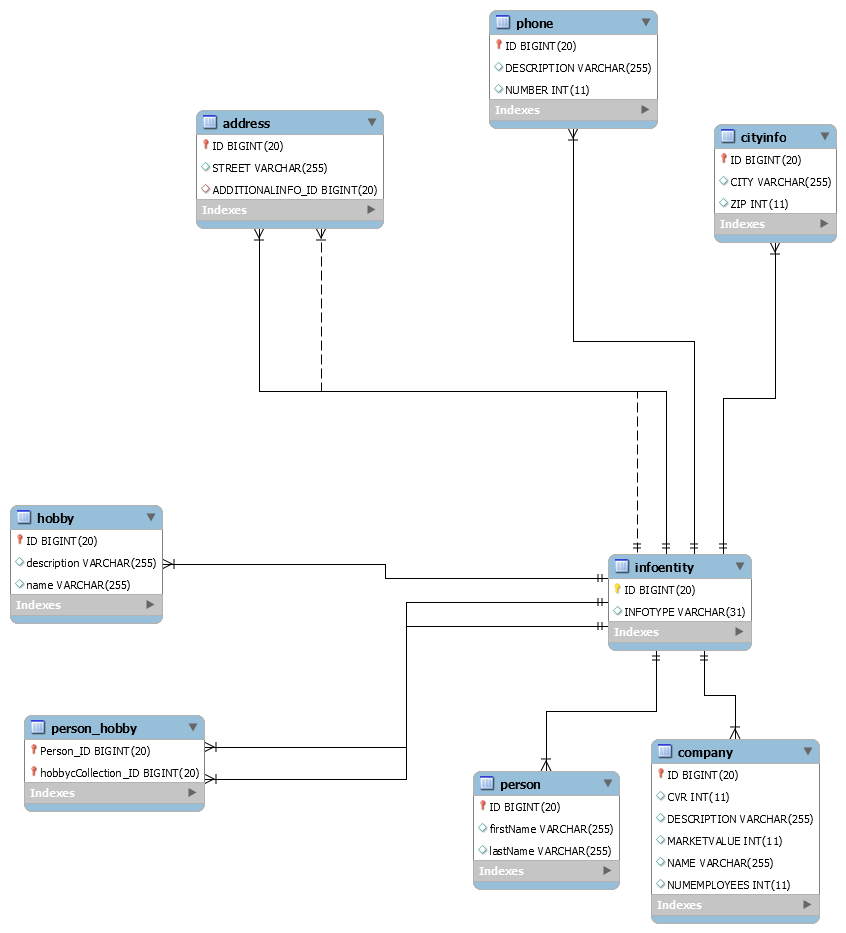 phone
ID BIGINT(20)
DESCRIPTION VARCHAR(255)
NUMBER INT(11)
Indexes
address
ID BIGINT(20)
STREET VARCHAR(255)
ADDITIONALINFO_ID BIGINT(20)
Indexes
cityinfo
ID BIGINT(20)
CITY VARCHAR(255)
ZIP INT(11)
Indexes
hobby
ID BIGINT(20)
description VARCHAR(255)
name VARCHAR(255)
Indexes
infoentity
ID BIGINT(20)
INFOTYPE VARCHAR(31)
Indexes
person_hobby
Person_ID BIGINT(20)
hobbycCollection_ID BIGINT(20)
Indexes
person
ID BIGINT(20)
firstName VARCHAR(255)
lastName VARCHAR(255)
Indexes
company
ID BIGINT(20)
CVR INT(11)
DESCRIPTION VARCHAR(255)
MARKETVALUE INT(11)
NAME VARCHAR(255)
NUMEMPLOYEES INT(11)
Indexes